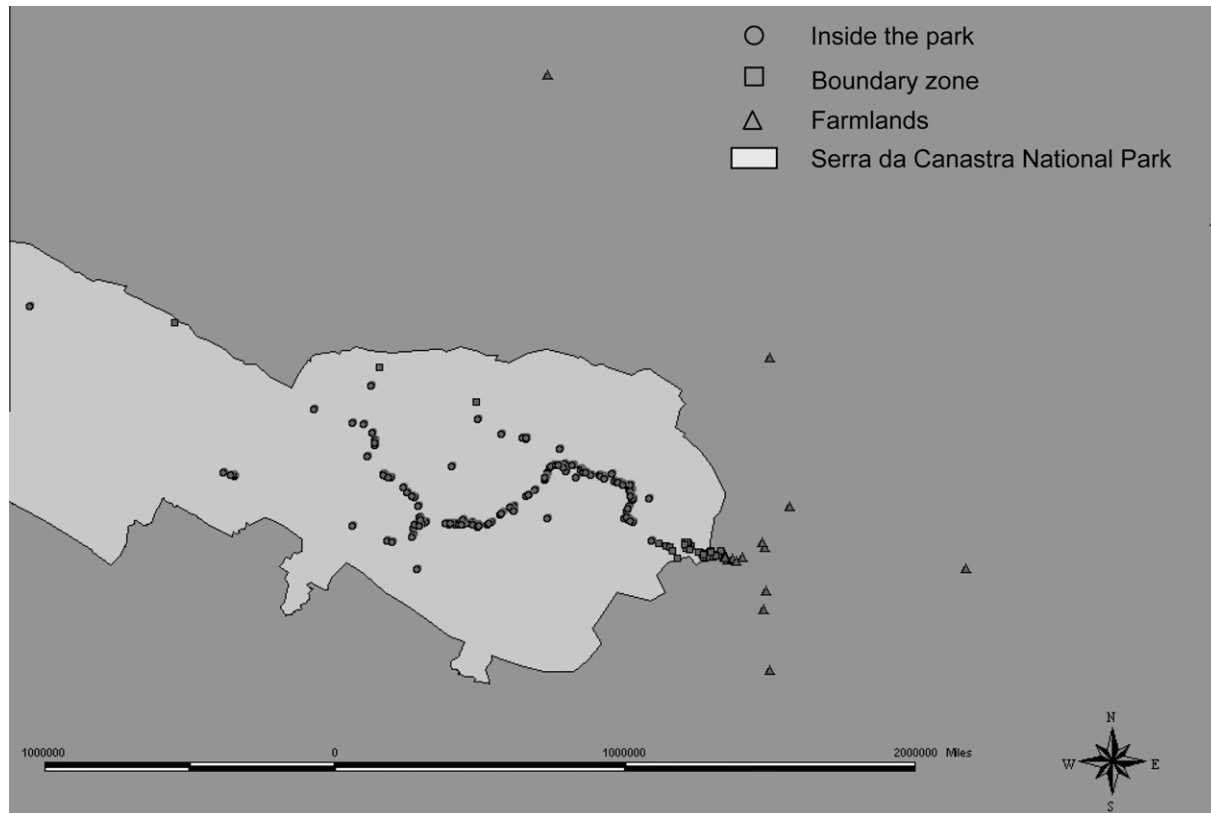 Inside the park
Boundary zone
Farmlands
Serra da Canastra National Park
1000000 0 1000000 2000000 Miles
N
W E
S